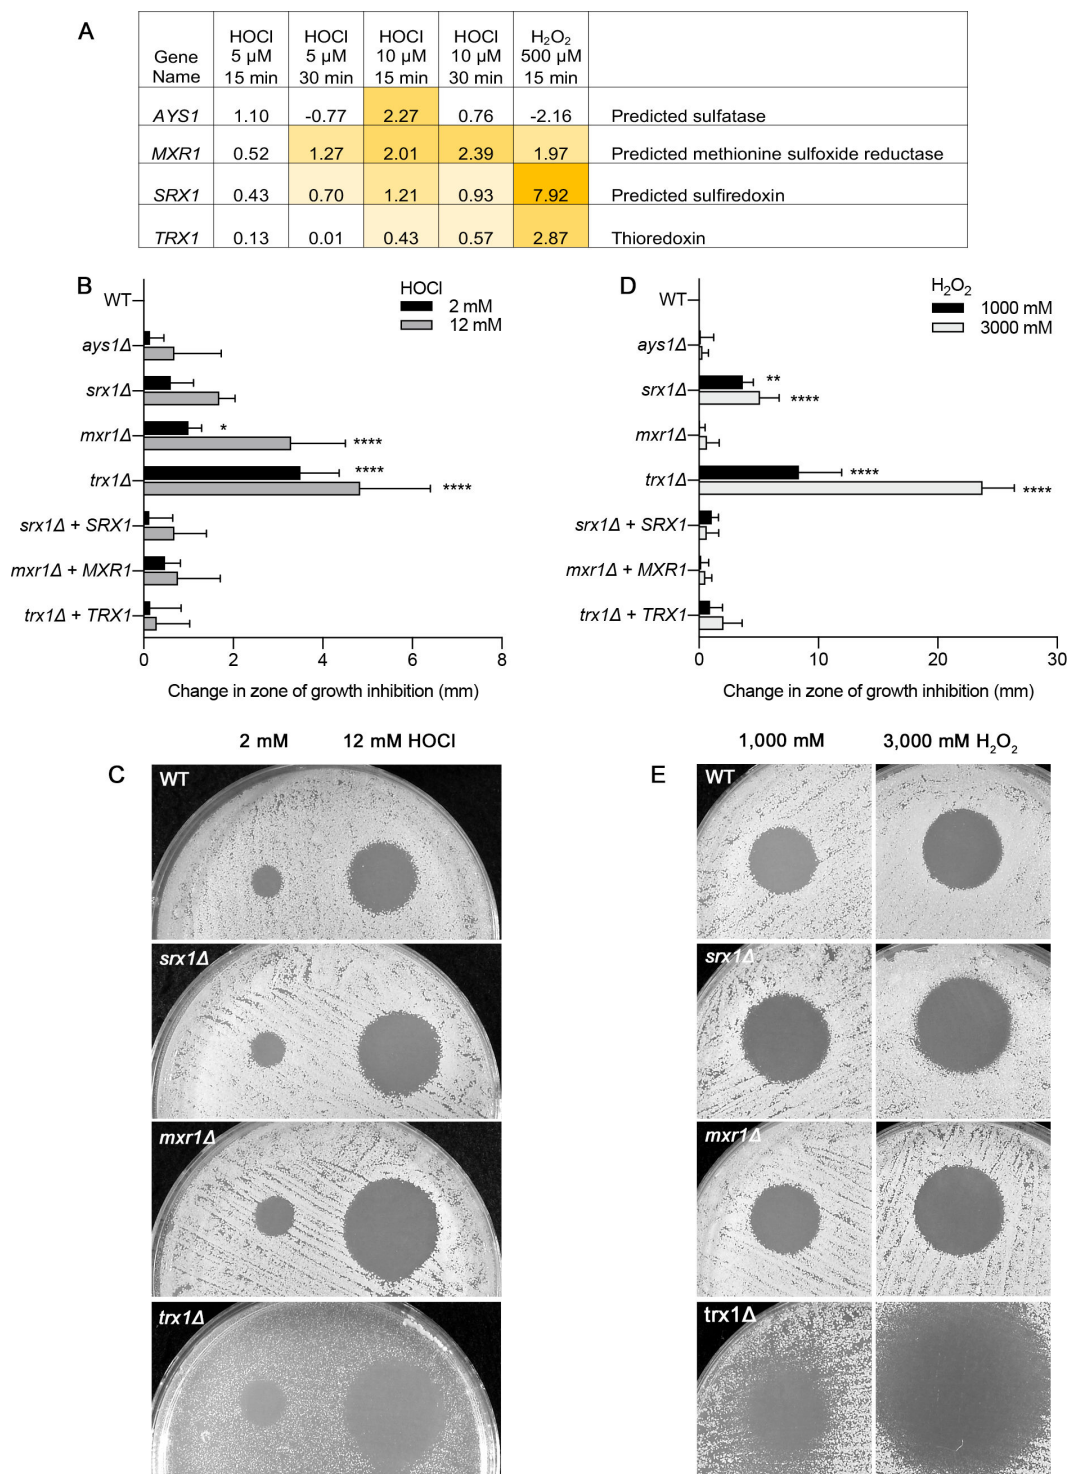 A
Gene Name HOCl 5 µM 15 min HOCl 5 µM 30 min HOCl 10 µM 15 min HOCl 10 µM 30 min H₂O₂ 500 µM 15 min
AYS1 1.10 -0.77 2.27 0.76 -2.16 Predicted sulfatase
MXR1 0.52 1.27 2.01 2.39 1.97 Predicted methionine sulfoxide reductase
SRX1 0.43 0.70 1.21 0.93 7.92 Predicted sulfiredoxin
TRX1 0.13 0.01 0.43 0.57 2.87 Thioredoxin
B
HOCl
2 mM
12 mM
WT
ays1Δ
srx1Δ
mxr1Δ
*
****
trx1Δ
****
****
srx1Δ + SRX1
mxr1Δ + MXR1
trx1Δ + TRX1
0 2 4 6 8
Change in zone of growth inhibition (mm)
D
H₂O₂
1000 mM
3000 mM
WT
ays1Δ
srx1Δ
**
****
mxr1Δ
trx1Δ
****
****
srx1Δ + SRX1
mxr1Δ + MXR1
trx1Δ + TRX1
0 10 20 30
Change in zone of growth inhibition (mm)
C
2 mM 12 mM HOCl
WT
srx1Δ
mxr1Δ
trx1Δ
E
1,000 mM 3,000 mM H₂O₂
WT
srx1Δ
mxr1Δ
trx1Δ